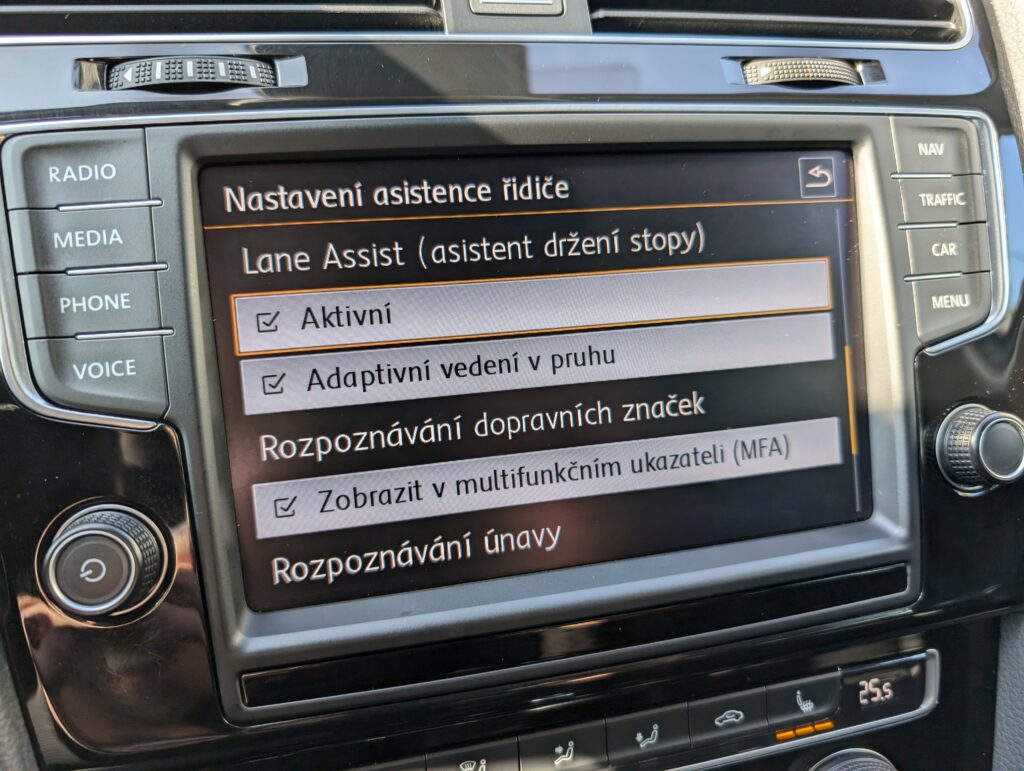 RADIO
MEDIA
PHONE
VOICE
Nastavení asistence řidiče
Lane Assist (asistent držení stopy)
Aktivní
Adaptivní vedení v pruhu
Rozpoznávání dopravních značek
Zobrazit v multifunkčním ukazateli (MFA)
Rozpoznávání únavy
NAV
TRAFFIC
CAR
MENU
25.5